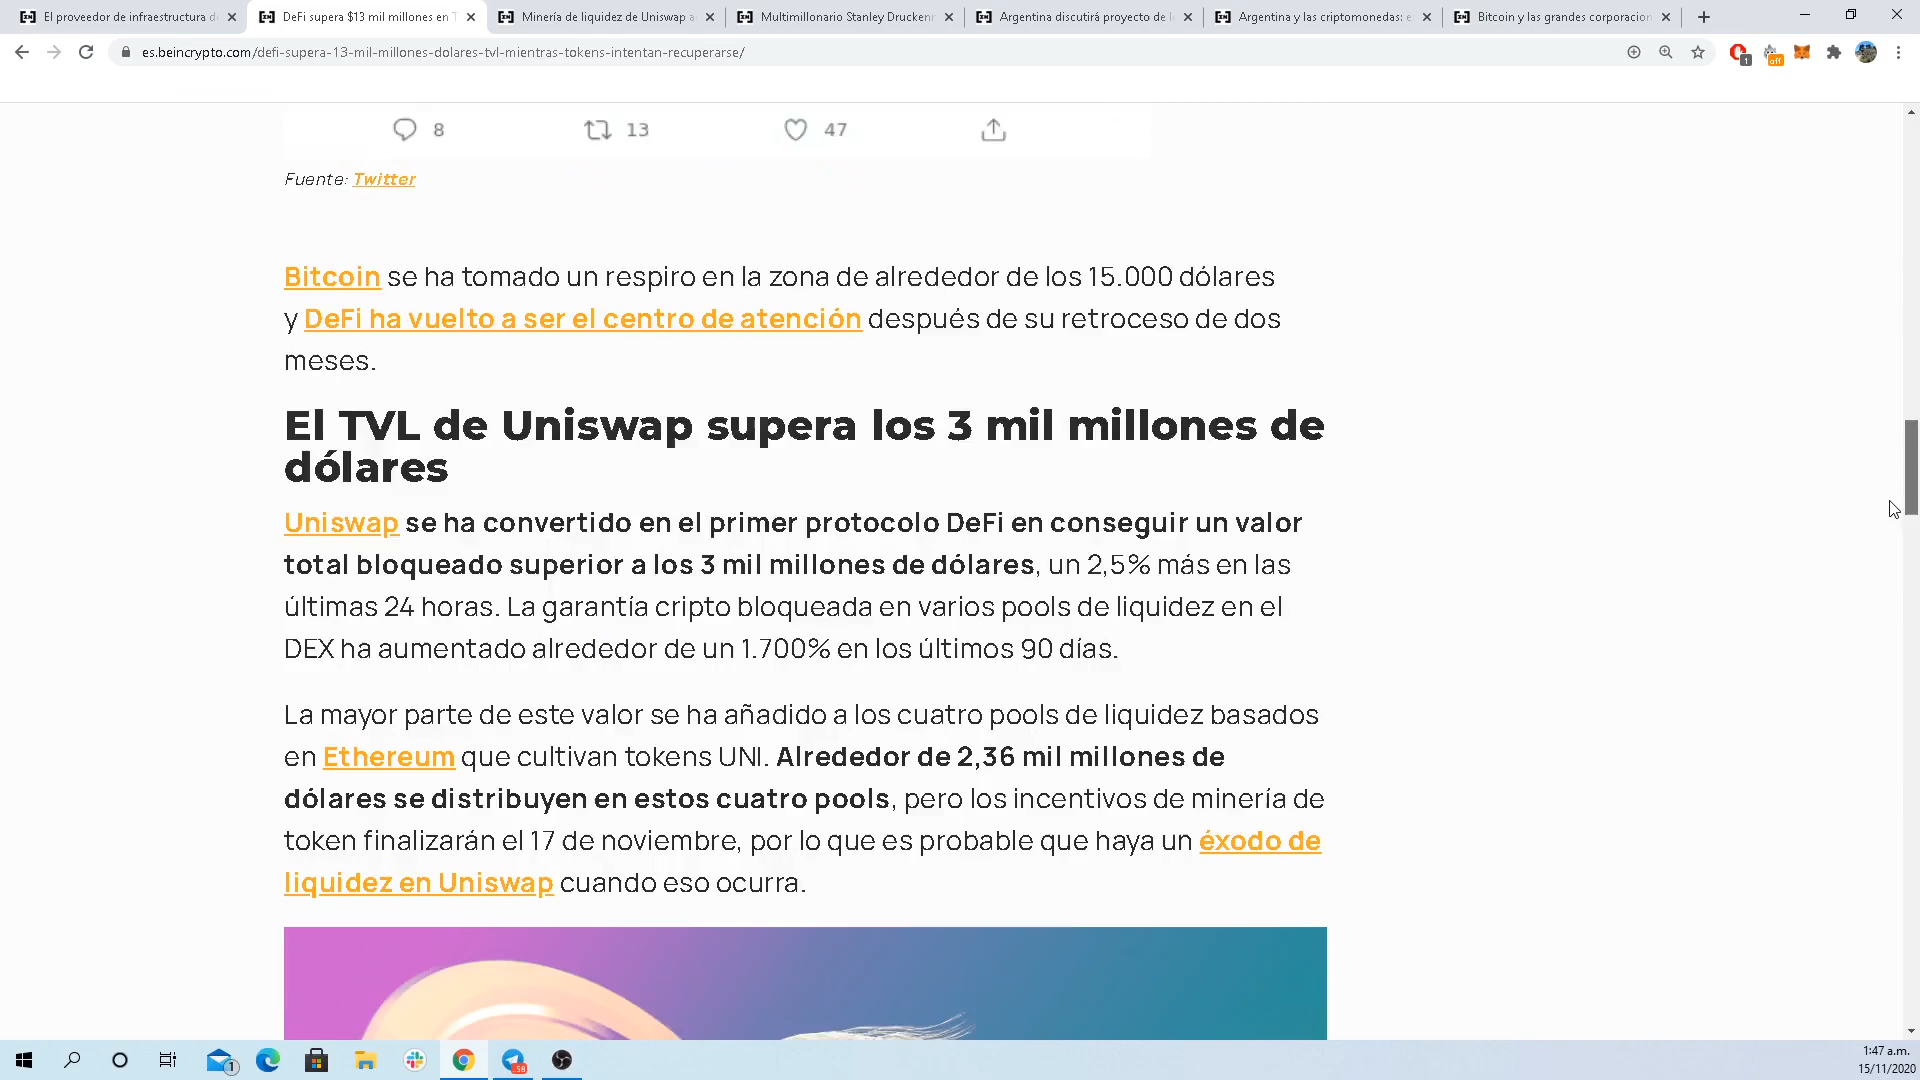 El proveedor de infraestructura d
DeFi supera $13 mil millones en T
Minería de liquidez de Uniswap a
Multimillonario Stanley Druckenm
Argentina discutirá proyecto de l
Argentina y las criptomonedas: e
Bitcoin y las grandes corporacion
es.beincrypto.com/defi-supera-13-mil-millones-dolares-tvl-mientras-tokens-intentan-recuperarse/
1
off
8
13
47
Fuente: Twitter
Bitcoin se ha tomado un respiro en la zona de alrededor de los 15.000 dólares
y DeFi ha vuelto a ser el centro de atención después de su retroceso de dos
meses.
El TVL de Uniswap supera los 3 mil millones de
dólares
Uniswap se ha convertido en el primer protocolo DeFi en conseguir un valor
total bloqueado superior a los 3 mil millones de dólares, un 2,5% más en las
últimas 24 horas. La garantía cripto bloqueada en varios pools de liquidez en el
DEX ha aumentado alrededor de un 1.700% en los últimos 90 días.
La mayor parte de este valor se ha añadido a los cuatro pools de liquidez basados
en Ethereum que cultivan tokens UNI. Alrededor de 2,36 mil millones de
dólares se distribuyen en estos cuatro pools, pero los incentivos de minería de
token finalizarán el 17 de noviembre, por lo que es probable que haya un éxodo de
liquidez en Uniswap cuando eso ocurra.
1
58
1:47 a.m.
15/11/2020